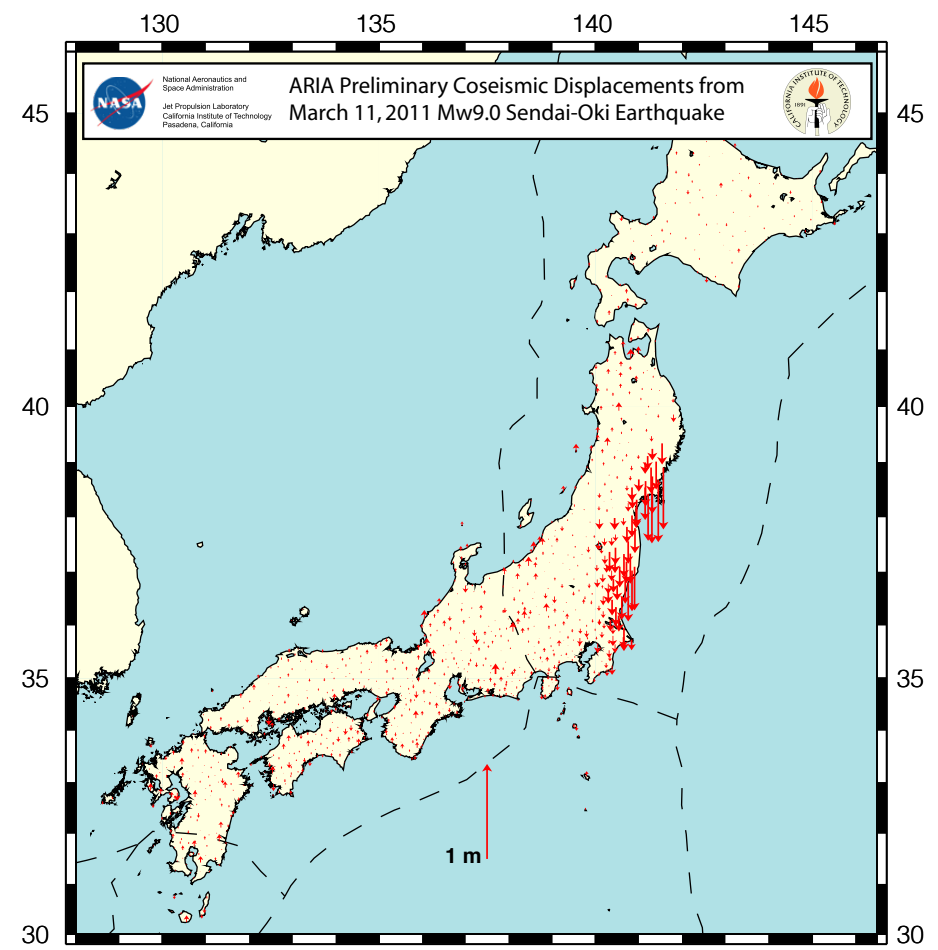 130 135 140 145
NASA
National Aeronautics and
Space Administration
Jet Propulsion Laboratory
California Institute of Technology
Pasadena, California
ARIA Preliminary Coseismic Displacements from
March 11, 2011 Mw9.0 Sendai-Oki Earthquake
CALIFORNIA INSTITUTE OF TECHNOLOGY
1891
45 45
40 40
35 35
1 m
30 30